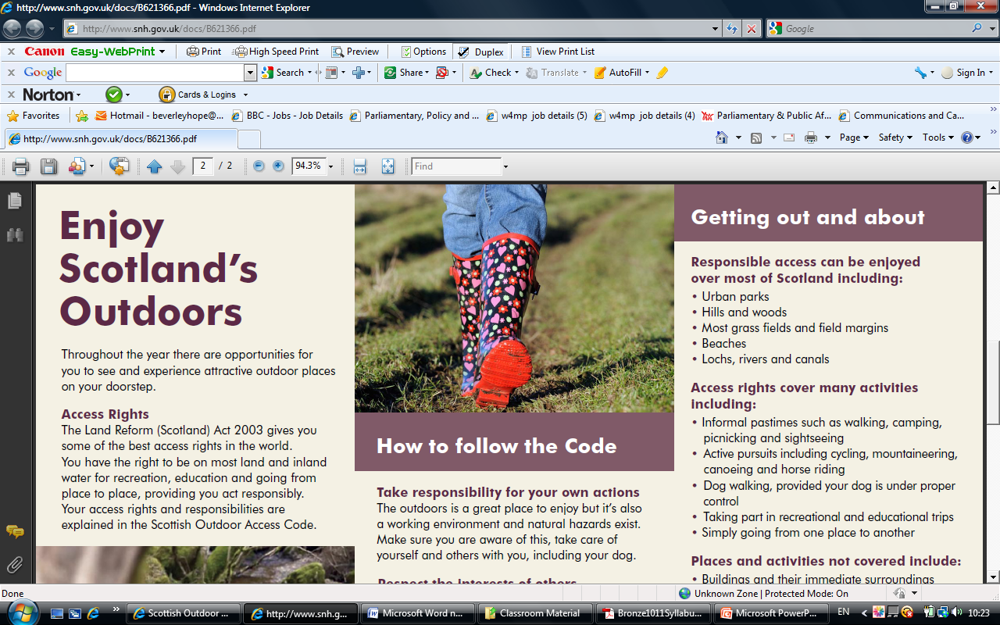 http://www.snh.gov.uk/docs/B621366.pdf - Windows Internet Explorer
http://www.snh.gov.uk/docs/B621366.pdf
Google
x Canon Easy-WebPrint Print High Speed Print Preview Options Duplex View Print List
x Google Search Share Check Translate AutoFill Sign In
x Norton Cards & Logins
Favorites Hotmail - beverleyhope@... BBC - Jobs - Job Details Parliamentary, Policy and ... w4mp job details (5) w4mp job details (4) Parliamentary & Public Af... Communications and Ca...
http://www.snh.gov.uk/docs/B621366.pdf Page Safety Tools
2 / 2 94.3% Find
Enjoy
Scotland's
Outdoors
Throughout the year there are opportunities for
you to see and experience attractive outdoor places
on your doorstep.
Access Rights
The Land Reform (Scotland) Act 2003 gives you
some of the best access rights in the world.
You have the right to be on most land and inland
water for recreation, education and going from
place to place, providing you act responsibly.
Your access rights and responsibilities are
explained in the Scottish Outdoor Access Code.
How to follow the Code
Take responsibility for your own actions
The outdoors is a great place to enjoy but it's also
a working environment and natural hazards exist.
Make sure you are aware of this, take care of
yourself and others with you, including your dog.
Respect the interests of others
Getting out and about
Responsible access can be enjoyed
over most of Scotland including:
• Urban parks
• Hills and woods
• Most grass fields and field margins
• Beaches
• Lochs, rivers and canals
Access rights cover many activities
including:
• Informal pastimes such as walking, camping,
picnicking and sightseeing
• Active pursuits including cycling, mountaineering,
canoeing and horse riding
• Dog walking, provided your dog is under proper
control
• Taking part in recreational and educational trips
• Simply going from one place to another
Places and activities not covered include:
• Buildings and their immediate surroundings
Done Unknown Zone | Protected Mode: On
Scottish Outdoor ... http://www.snh.g... Microsoft Word n... Classroom Material Bronze1011Syllabu... Microsoft PowerP... EN 10:23